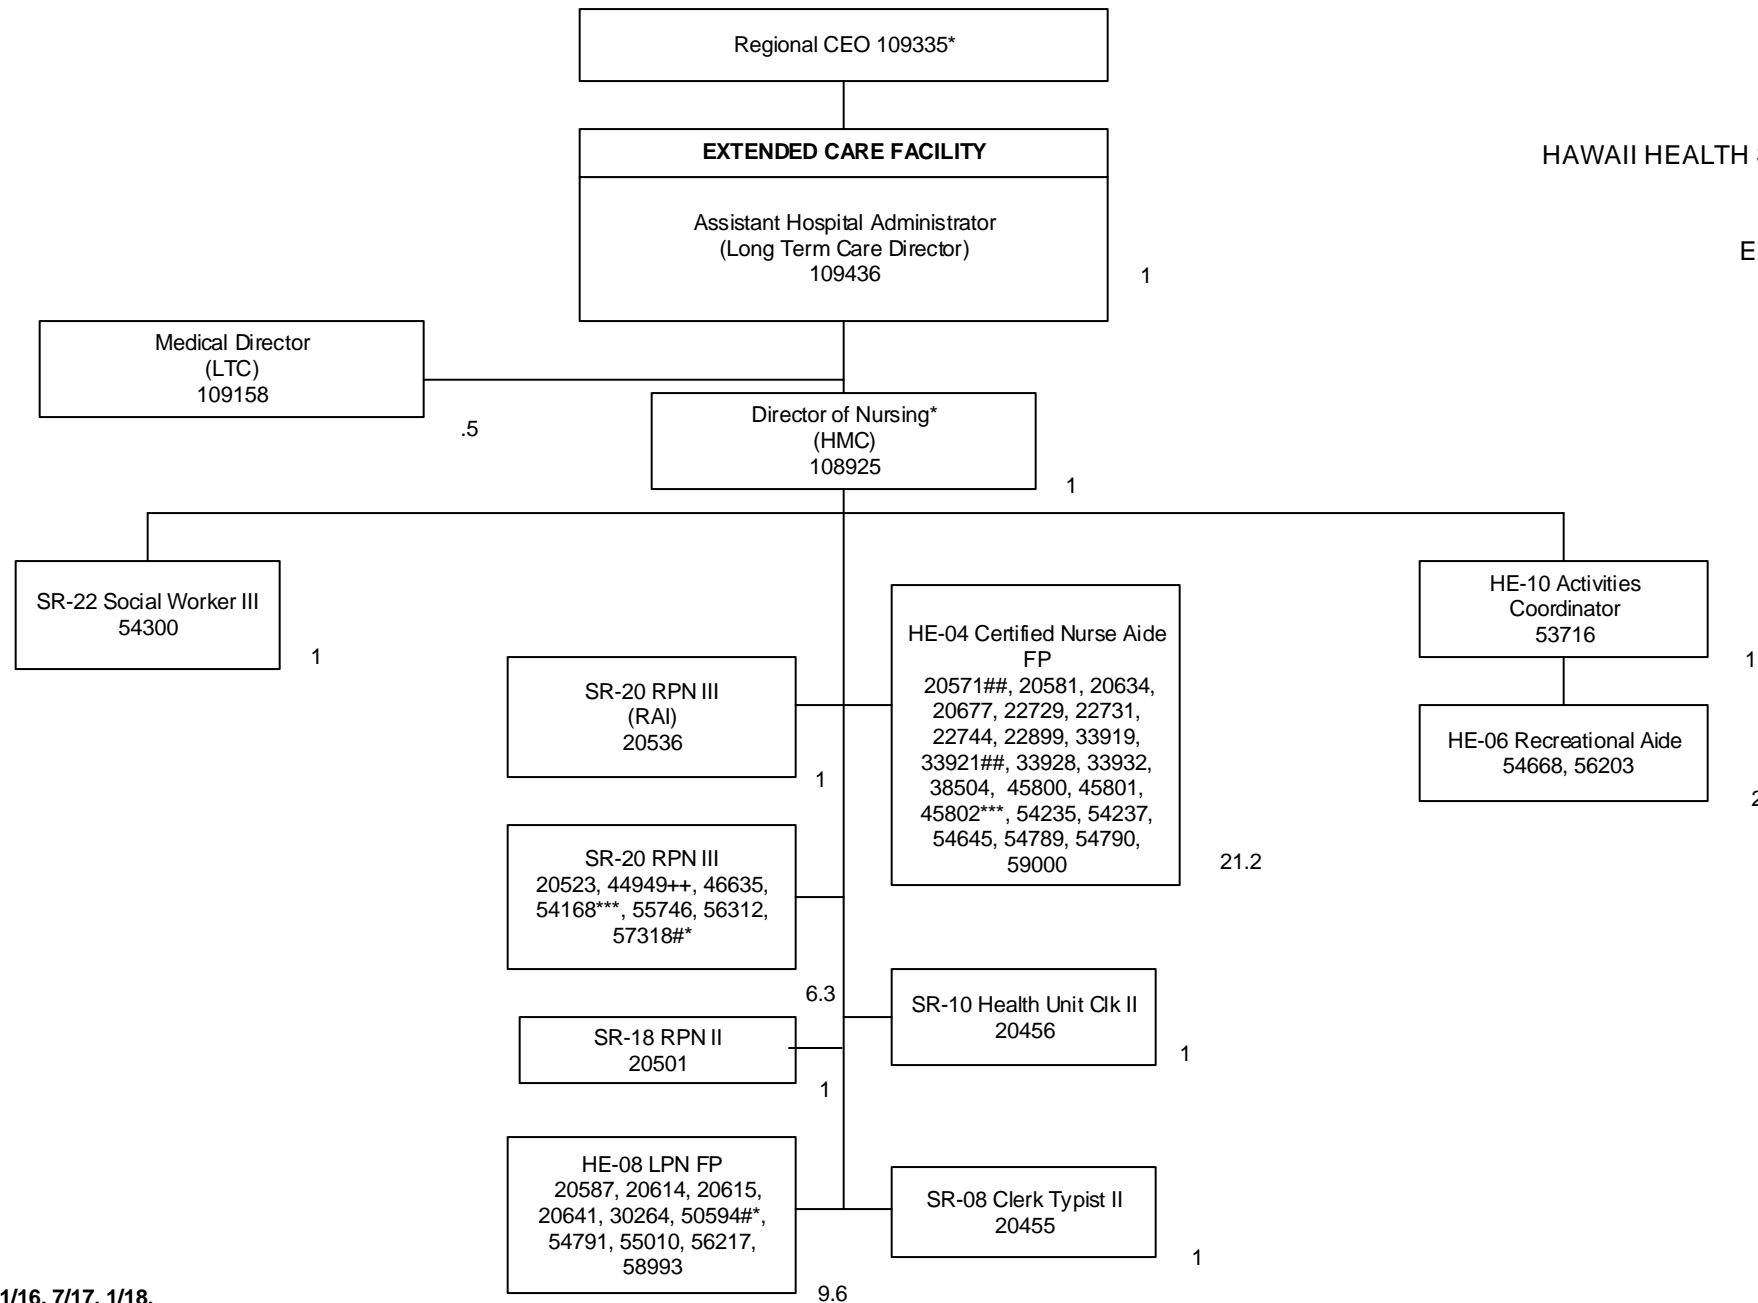 Regional CEO 109335*
EXTENDED CARE FACILITY
HAWAII HEALTH
Assistant Hospital Administrator
(Long Term Care Director)
109436
1
E
Medical Director
(LTC)
109158
.5
Director of Nursing*
(HMC)
108925
1
SR-22 Social Worker III
54300
1
SR-20 RPN III
(RAI)
20536
1
HE-04 Certified Nurse Aide
FP
20571##, 20581, 20634,
20677, 22729, 22731,
22744, 22899, 33919,
33921##, 33928, 33932,
38504, 45800, 45801,
45802***, 54235, 54237,
54645, 54789, 54790,
59000
21.2
HE-10 Activities
Coordinator
53716
1
HE-06 Recreational Aide
54668, 56203
2
SR-20 RPN III
20523, 44949++, 46635,
54168***, 55746, 56312,
57318#*
6.3
SR-10 Health Unit Clk II
20456
1
SR-18 RPN II
20501
1
HE-08 LPN FP
20587, 20614, 20615,
20641, 30264, 50594#*,
54791, 55010, 56217,
58993
9.6
SR-08 Clerk Typist II
20455
1
1/16, 7/17, 1/18,